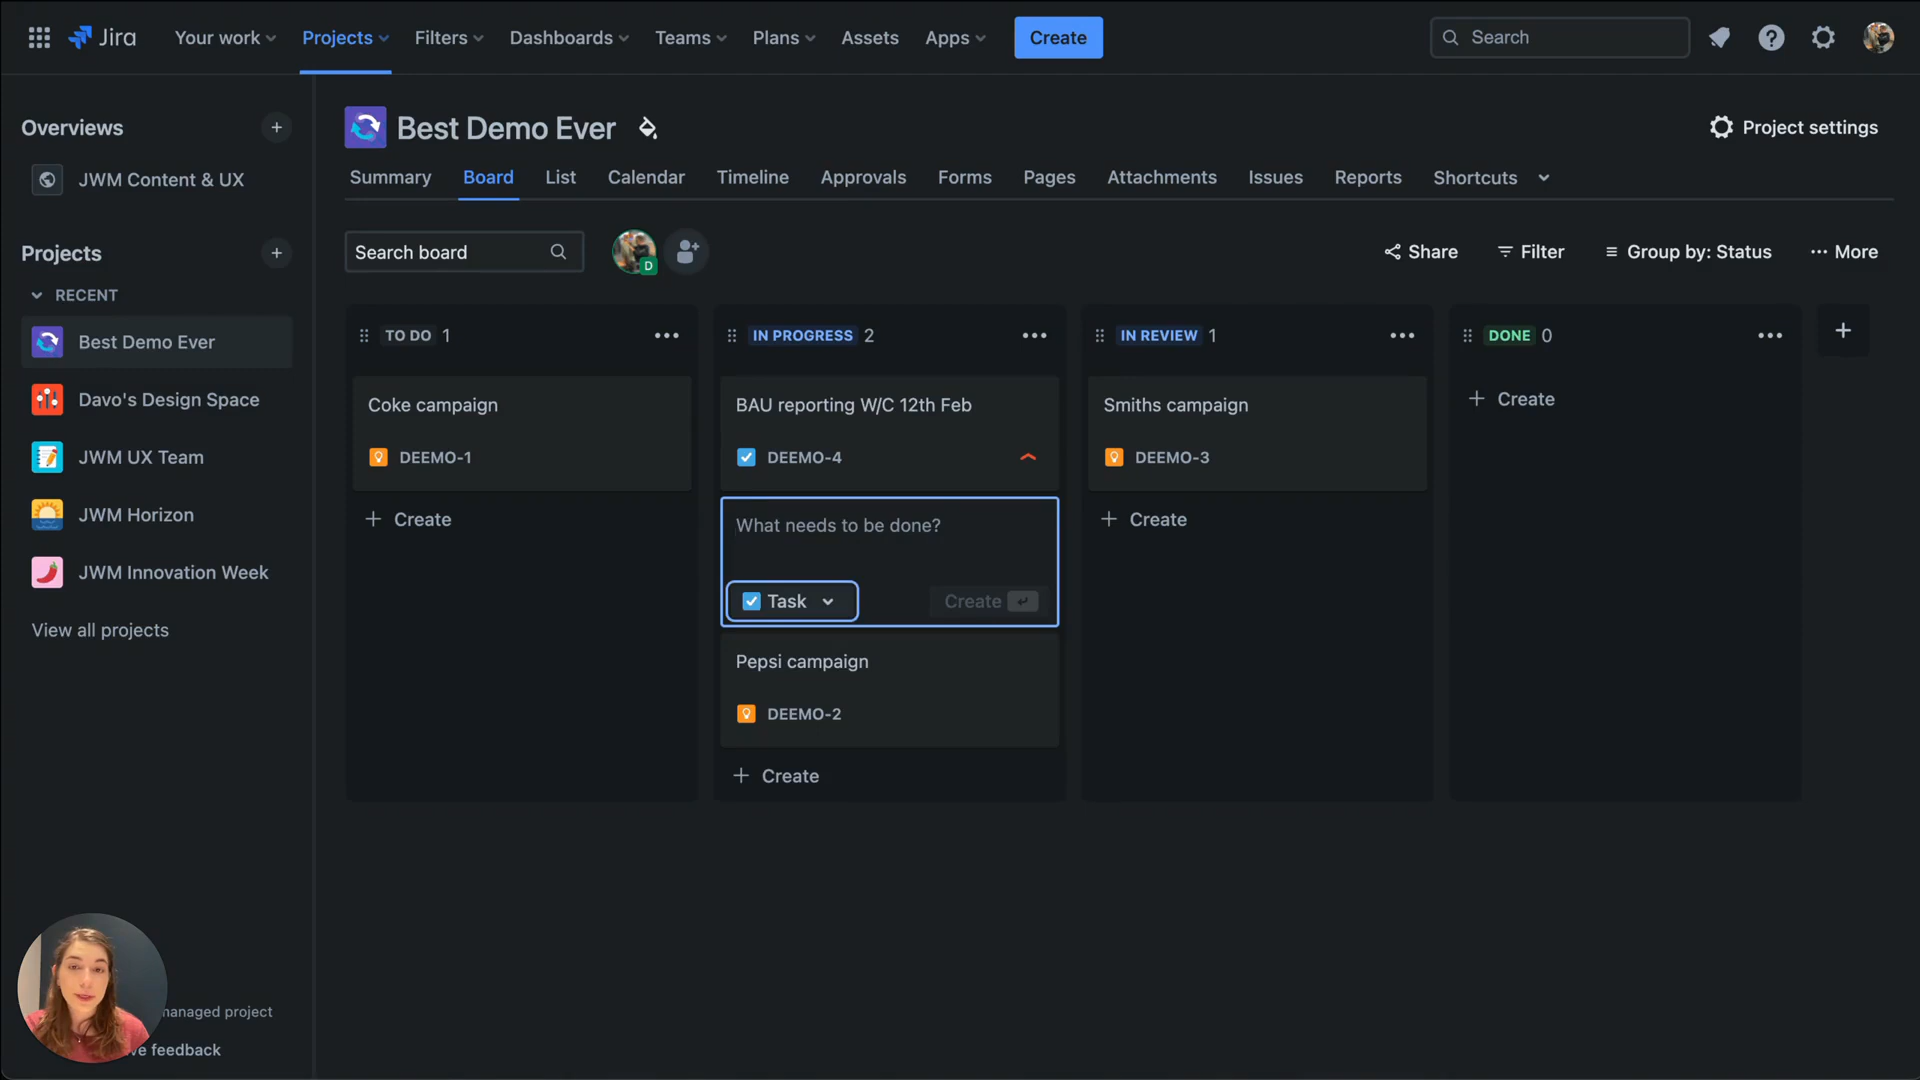 Jira
Your work
Projects
Filters
Dashboards
Teams
Plans
Assets
Apps
Create
Search
Overviews
JWM Content & UX
Projects
RECENT
Best Demo Ever
Davo's Design Space
JWM UX Team
JWM Horizon
JWM Innovation Week
View all projects
managed project
ve feedback
Best Demo Ever
Project settings
Summary
Board
List
Calendar
Timeline
Approvals
Forms
Pages
Attachments
Issues
Reports
Shortcuts
Search board
D
Share
Filter
Group by: Status
More
TO DO 1
Coke campaign
DEEMO-1
Create
IN PROGRESS 2
BAU reporting W/C 12th Feb
DEEMO-4
What needs to be done?
Task
Create
Pepsi campaign
DEEMO-2
Create
IN REVIEW 1
Smiths campaign
DEEMO-3
Create
DONE 0
Create